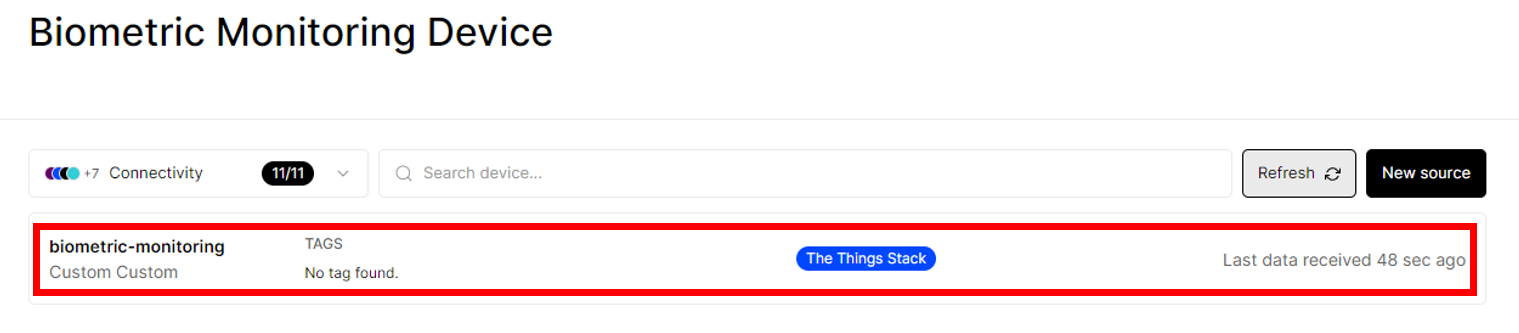 Biometric Monitoring Device
+7 Connectivity 11/11 Search device... Refresh New source
biometric-monitoring TAGS The Things Stack Last data received 48 sec ago
Custom Custom No tag found.